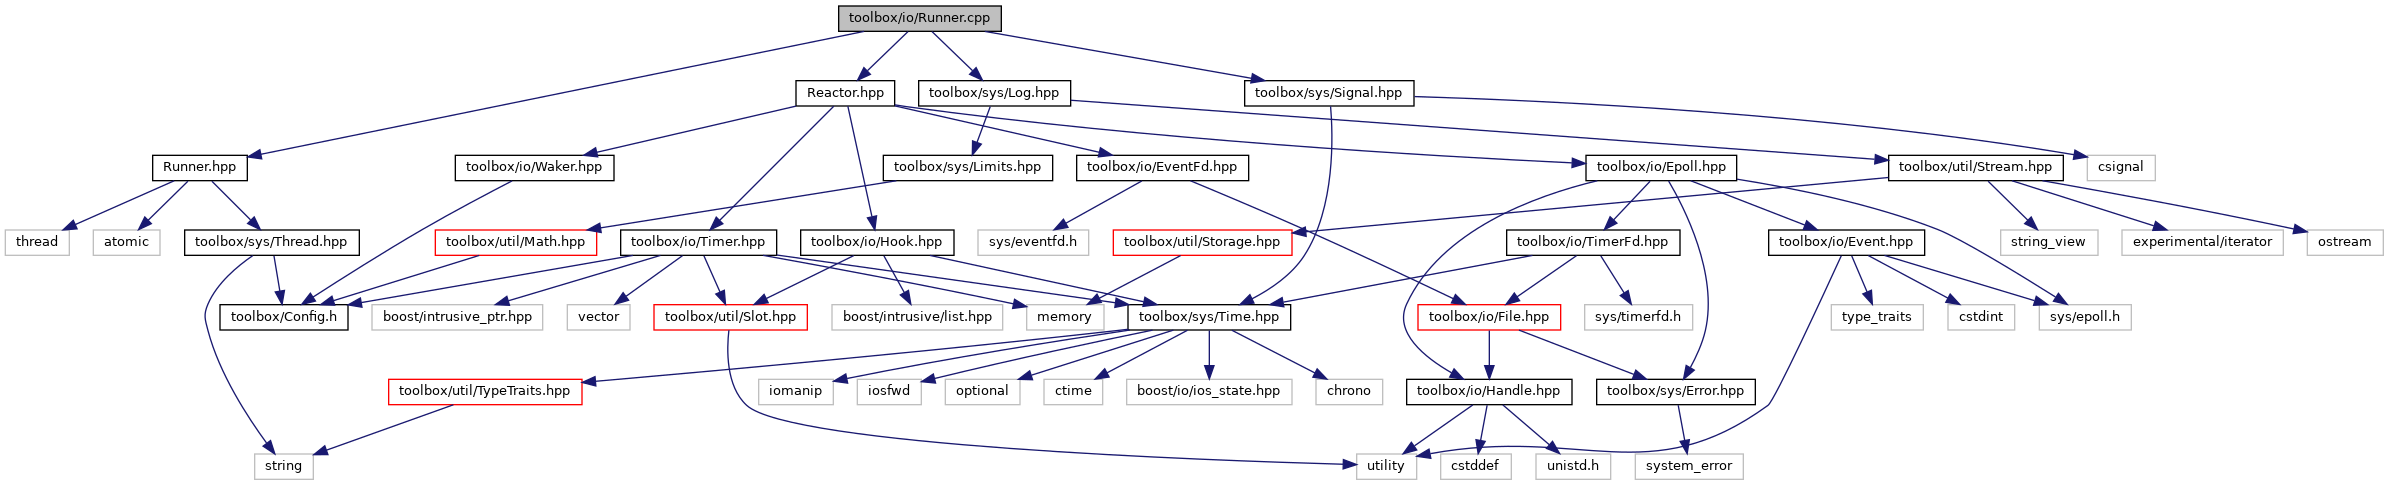 toolbox/io/Runner.cpp
Reactor.hpp
toolbox/sys/Log.hpp
toolbox/sys/Signal.hpp
Runner.hpp
toolbox/io/Waker.hpp
toolbox/sys/Limits.hpp
toolbox/io/EventFd.hpp
toolbox/io/Epoll.hpp
toolbox/util/Stream.hpp
csignal
thread
atomic
toolbox/sys/Thread.hpp
toolbox/util/Math.hpp
toolbox/io/Timer.hpp
toolbox/io/Hook.hpp
sys/eventfd.h
toolbox/util/Storage.hpp
toolbox/io/TimerFd.hpp
toolbox/io/Event.hpp
string_view
experimental/iterator
ostream
toolbox/Config.h
boost/intrusive_ptr.hpp
vector
toolbox/util/Slot.hpp
boost/intrusive/list.hpp
memory
toolbox/sys/Time.hpp
toolbox/io/File.hpp
sys/timerfd.h
type_traits
cstdint
sys/epoll.h
toolbox/util/TypeTraits.hpp
iomanip
iosfwd
optional
ctime
boost/io/ios_state.hpp
chrono
toolbox/io/Handle.hpp
toolbox/sys/Error.hpp
string
utility
cstddef
unistd.h
system_error